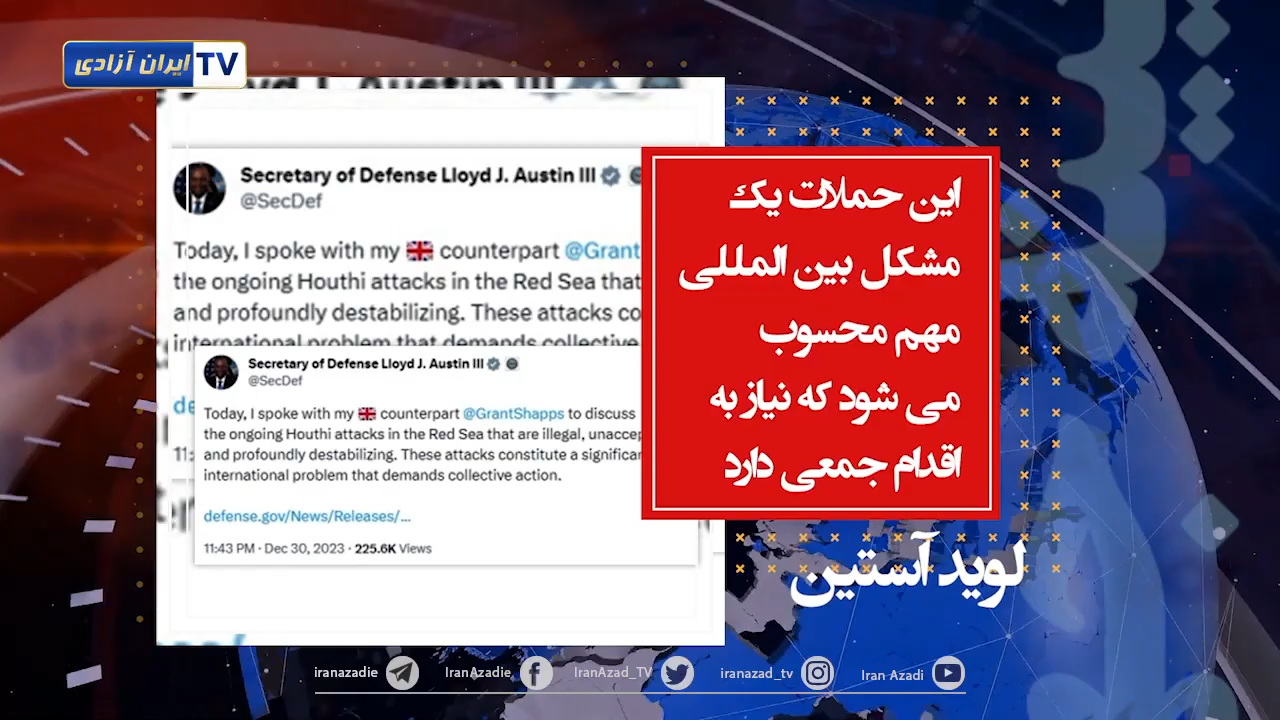 ایران آزادی TV
Secretary of Defense Lloyd J. Austin III
@SecDef
Today, I spoke with my 🇬🇧 counterpart @Grant
the ongoing Houthi attacks in the Red Sea that
and profoundly destabilizing. These attacks co
international problem that demands collective
Secretary of Defense Lloyd J. Austin III
@SecDef
Today, I spoke with my 🇬🇧 counterpart @GrantShapps to discuss
the ongoing Houthi attacks in the Red Sea that are illegal, unaccep
and profoundly destabilizing. These attacks constitute a significan
international problem that demands collective action.
defense.gov/News/Releases/...
11:43 PM · Dec 30, 2023 · 225.6K Views
این حملات یک
مشکل بین المللی
مهم محسوب
می شود که نیاز به
اقدام جمعی دارد
لوید آستین
iranazadie IranAzadie IranAzad_TV iranazad_tv Iran Azadi